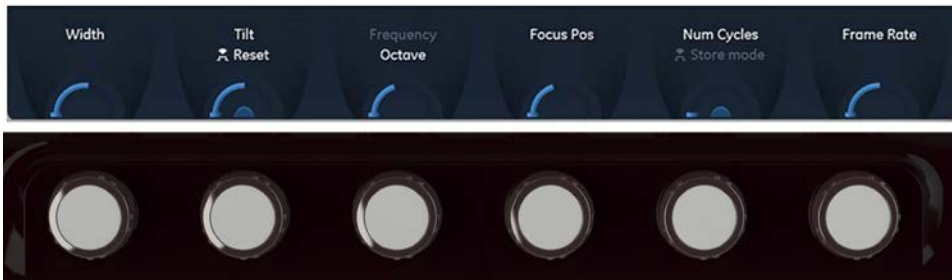 Width
Tilt
Reset
Frequency
Octave
Focus Pos
Num Cycles
Store mode
Frame Rate